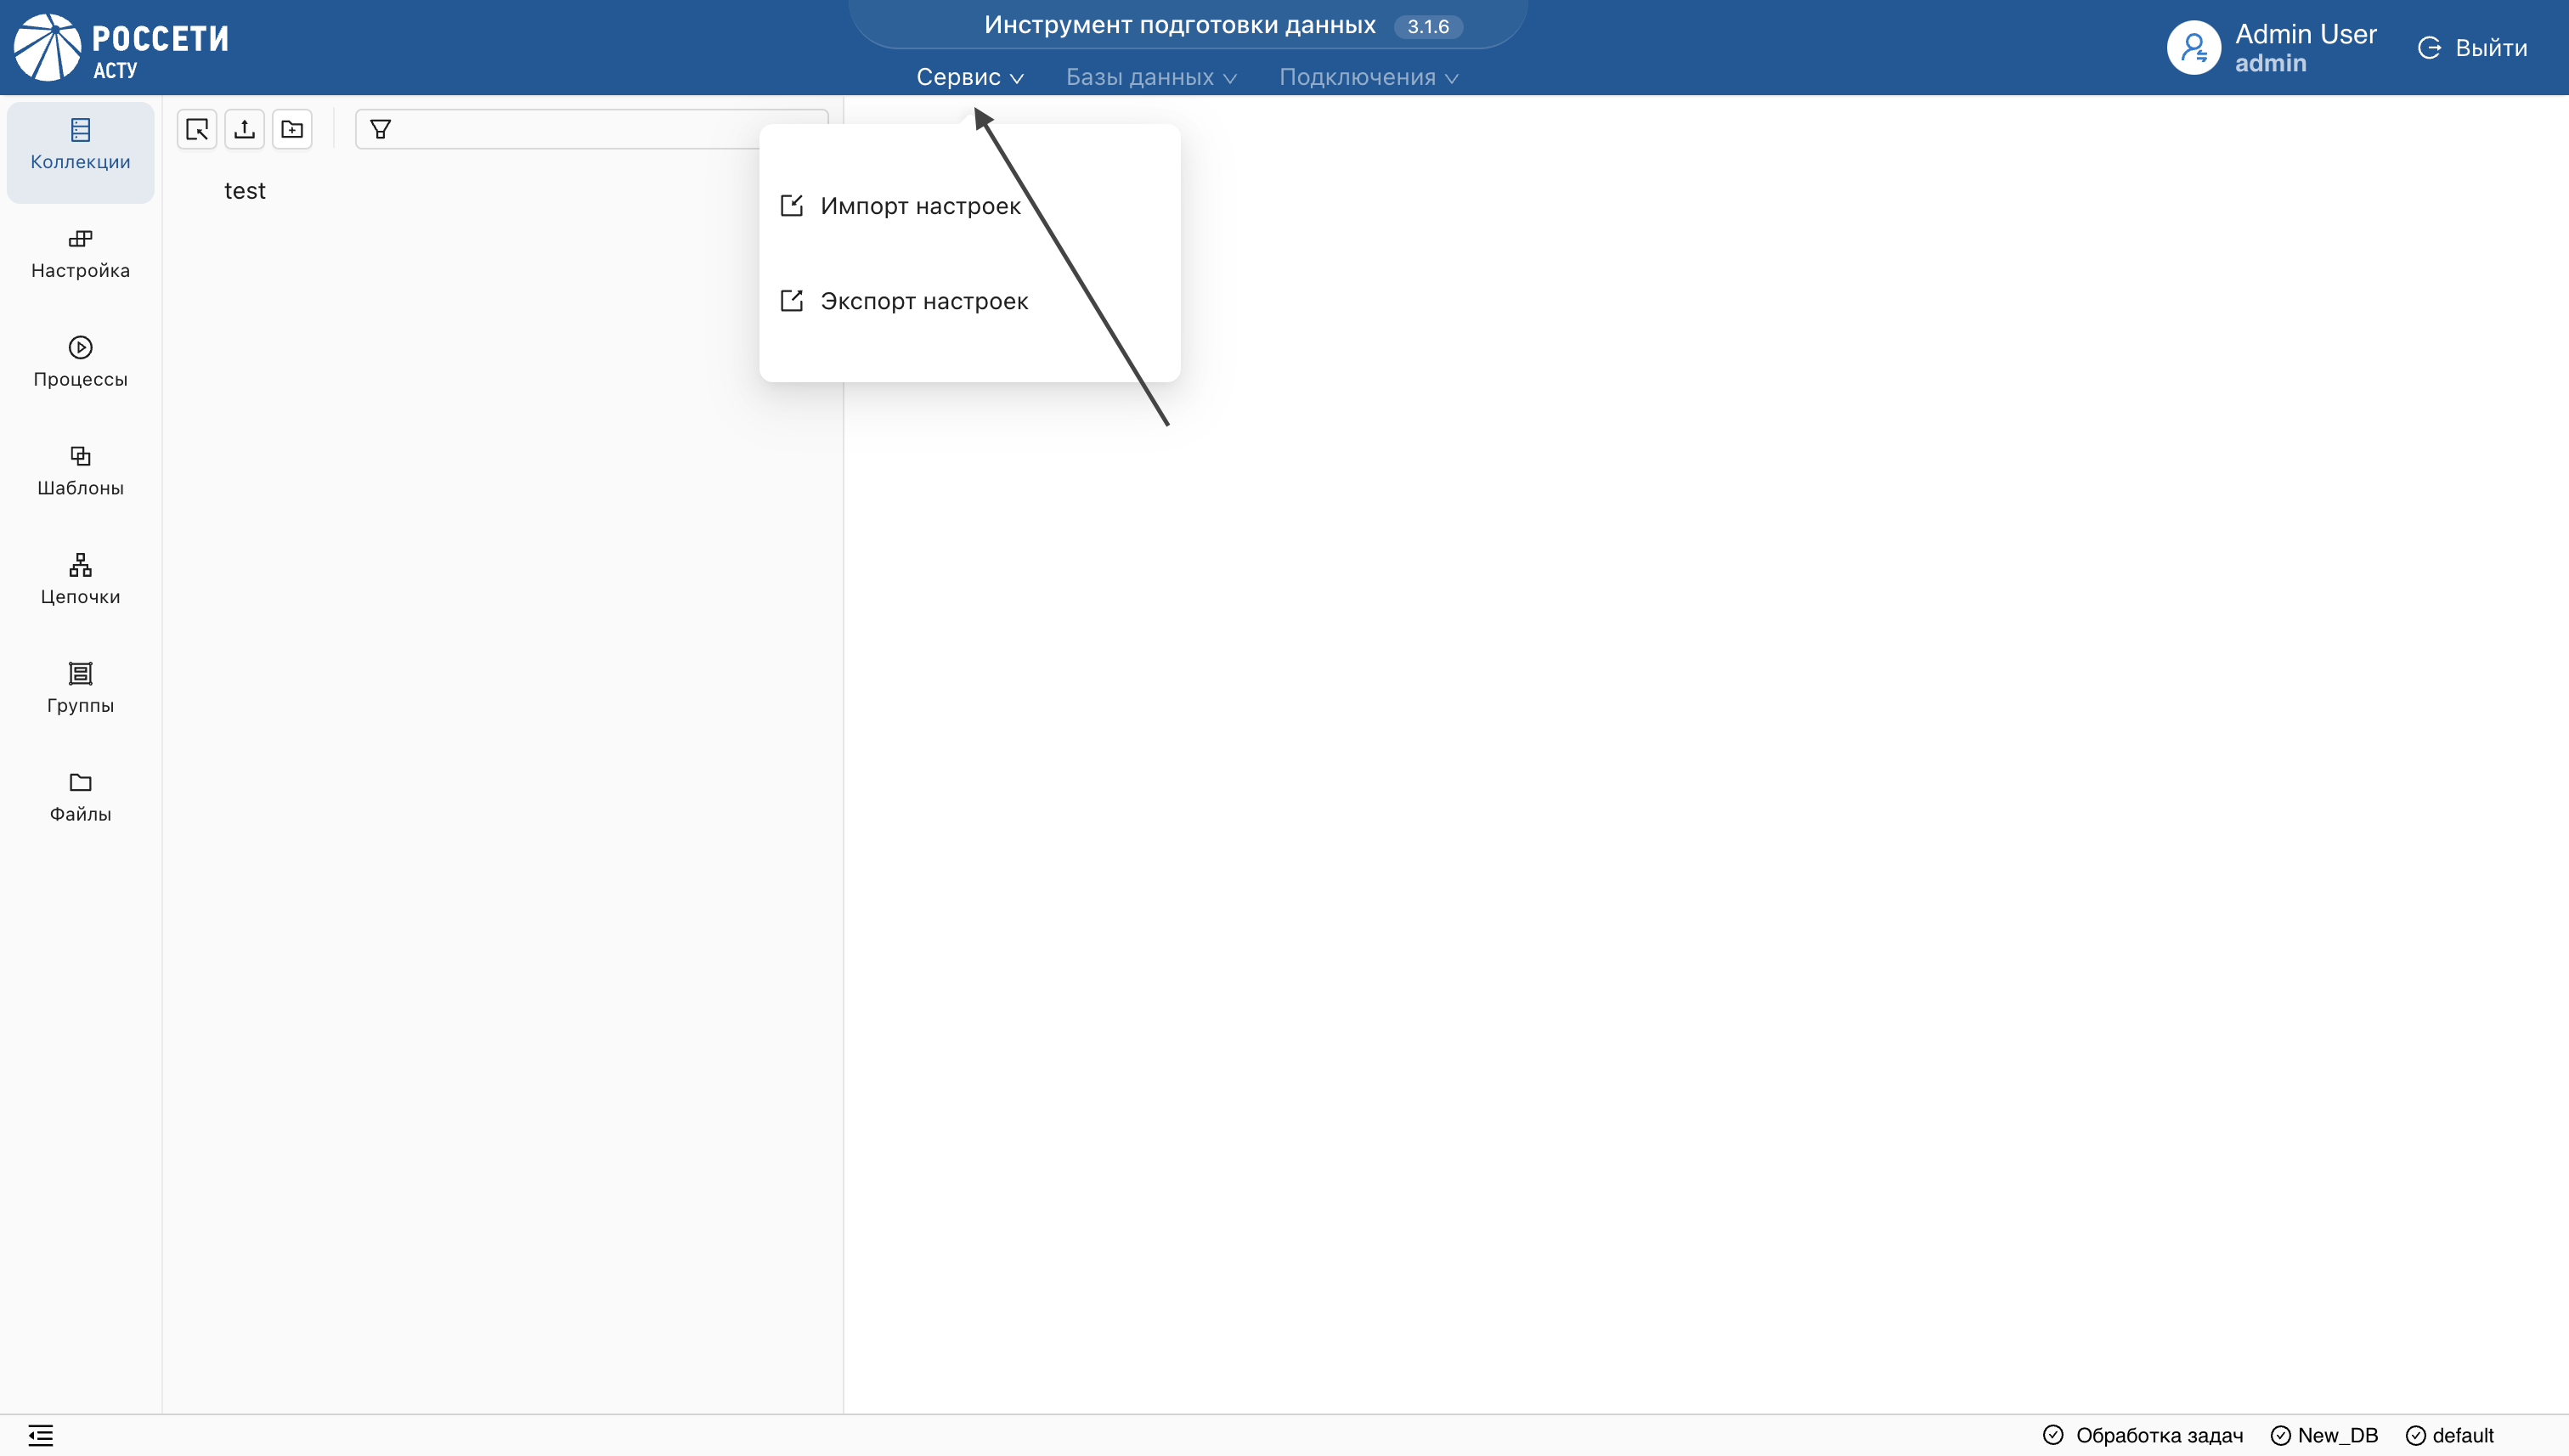 РОССЕТИ
АСТУ
Инструмент подготовки данных 3.1.6
Сервис Базы данных Подключения
Admin User
admin
Выйти
Коллекции
Настройка
Процессы
Шаблоны
Цепочки
Группы
Файлы
test
Импорт настроек
Экспорт настроек
Обработка задач New_DB default